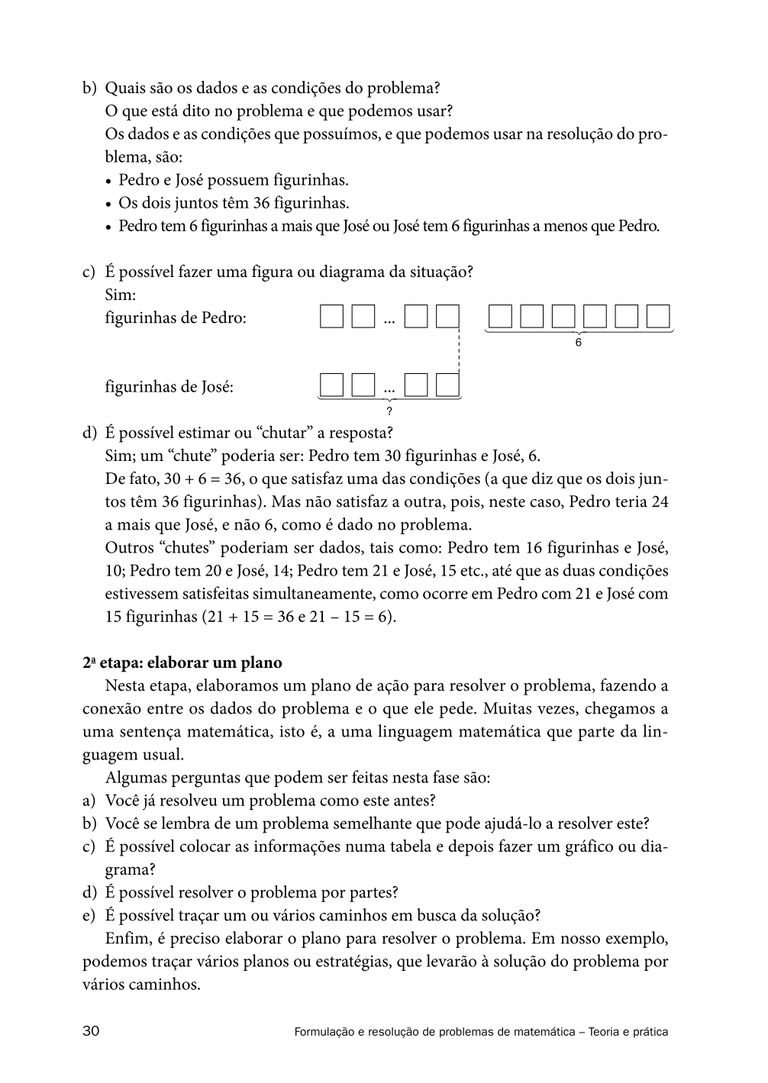 b) Quais são os dados e as condições do problema?
O que está dito no problema e que podemos usar?
Os dados e as condições que possuímos, e que podemos usar na resolução do pro-
blema, são:
• Pedro e José possuem figurinhas.
• Os dois juntos têm 36 figurinhas.
• Pedro tem 6 figurinhas a mais que José ou José tem 6 figurinhas a menos que Pedro.
c) É possível fazer uma figura ou diagrama da situação?
Sim:
figurinhas de Pedro: ...
6
figurinhas de José: ...
?
d) É possível estimar ou “chutar” a resposta?
Sim; um “chute” poderia ser: Pedro tem 30 figurinhas e José, 6.
De fato, 30 + 6 = 36, o que satisfaz uma das condições (a que diz que os dois jun-
tos têm 36 figurinhas). Mas não satisfaz a outra, pois, neste caso, Pedro teria 24
a mais que José, e não 6, como é dado no problema.
Outros “chutes” poderiam ser dados, tais como: Pedro tem 16 figurinhas e José,
10; Pedro tem 20 e José, 14; Pedro tem 21 e José, 15 etc., até que as duas condições
estivessem satisfeitas simultaneamente, como ocorre em Pedro com 21 e José com
15 figurinhas (21 + 15 = 36 e 21 – 15 = 6).
2ª etapa: elaborar um plano
Nesta etapa, elaboramos um plano de ação para resolver o problema, fazendo a
conexão entre os dados do problema e o que ele pede. Muitas vezes, chegamos a
uma sentença matemática, isto é, a uma linguagem matemática que parte da lin-
guagem usual.
Algumas perguntas que podem ser feitas nesta fase são:
a) Você já resolveu um problema como este antes?
b) Você se lembra de um problema semelhante que pode ajudá-lo a resolver este?
c) É possível colocar as informações numa tabela e depois fazer um gráfico ou dia-
grama?
d) É possível resolver o problema por partes?
e) É possível traçar um ou vários caminhos em busca da solução?
Enfim, é preciso elaborar o plano para resolver o problema. Em nosso exemplo,
podemos traçar vários planos ou estratégias, que levarão à solução do problema por
vários caminhos.
30 Formulação e resolução de problemas de matemática – Teoria e prática